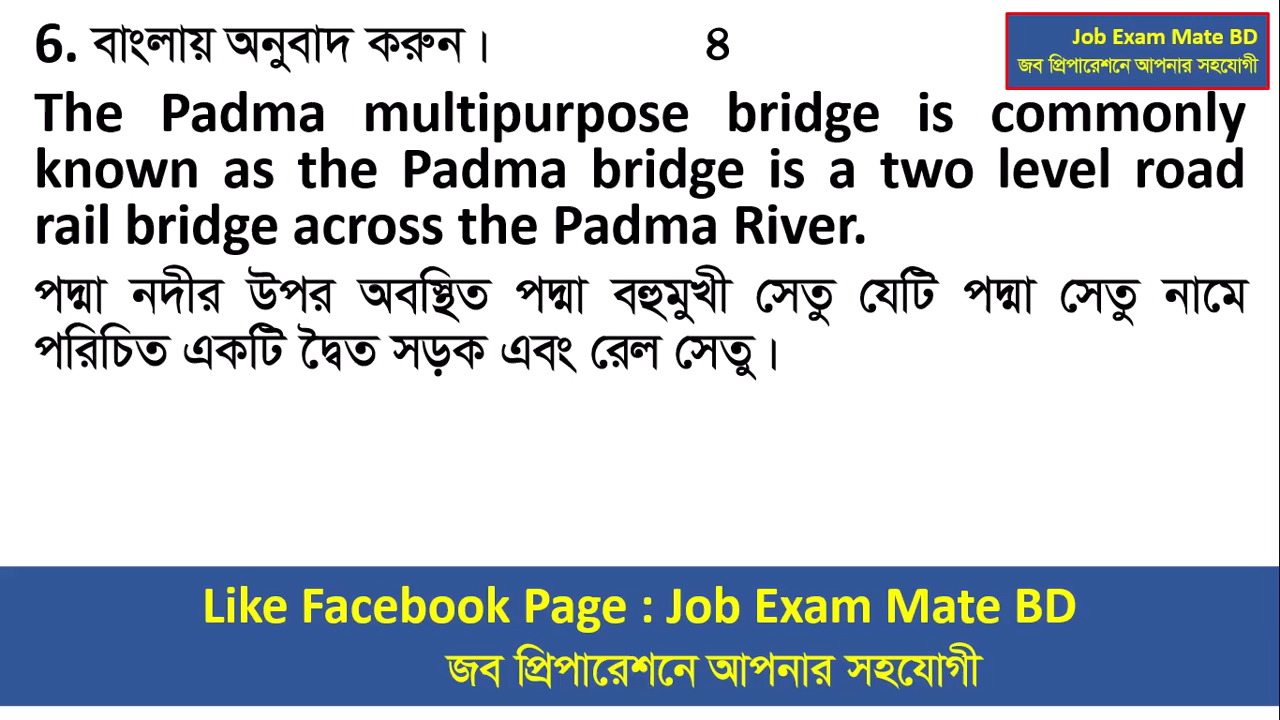 6. বাংলায় অনুবাদ করুন। ৪
Job Exam Mate BD
জব প্রিপারেশনে আপনার সহযোগী
The Padma multipurpose bridge is commonly
known as the Padma bridge is a two level road
rail bridge across the Padma River.
পদ্মা নদীর উপর অবস্থিত পদ্মা বহুমুখী সেতু যেটি পদ্মা সেতু নামে
পরিচিত একটি দ্বৈত সড়ক এবং রেল সেতু।
Like Facebook Page : Job Exam Mate BD
জব প্রিপারেশনে আপনার সহযোগী